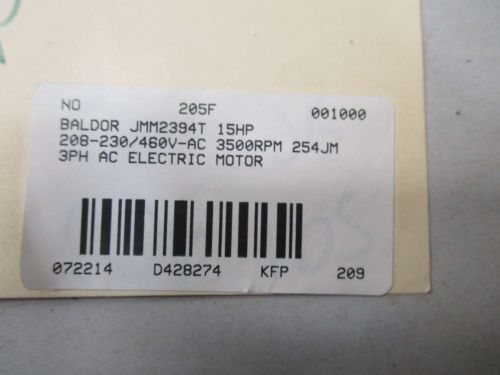 NO 205F 001000
BALDOR JMM2394T 15HP
208-230/460V-AC 3500RPM 254JM
3PH AC ELECTRIC MOTOR
072214 D428274 KFP 209